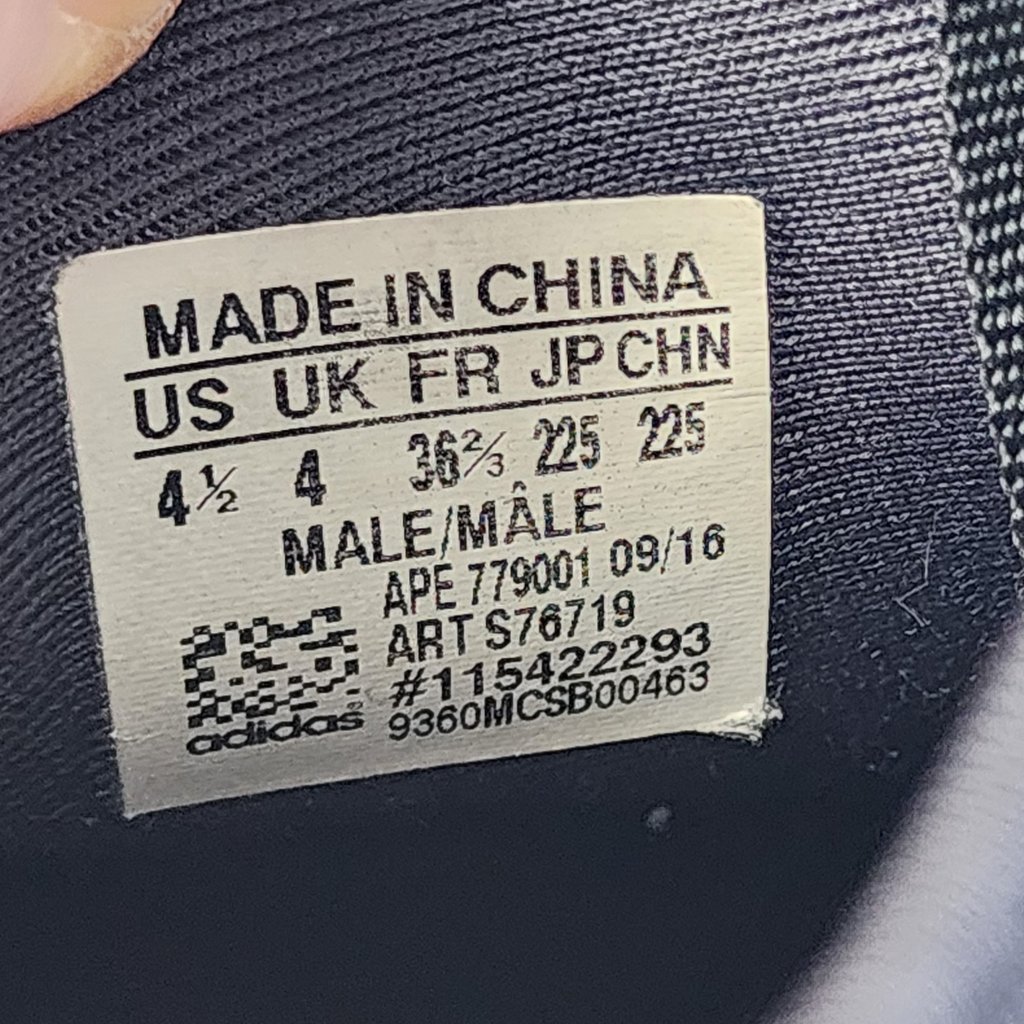 MADE IN CHINA
US UK FR JP CHN
4½ 4 36⅔ 225 225
MALE/MÂLE
APE 779001 09/16
ART S76719
#115422293
9360MCSB00463
adidas